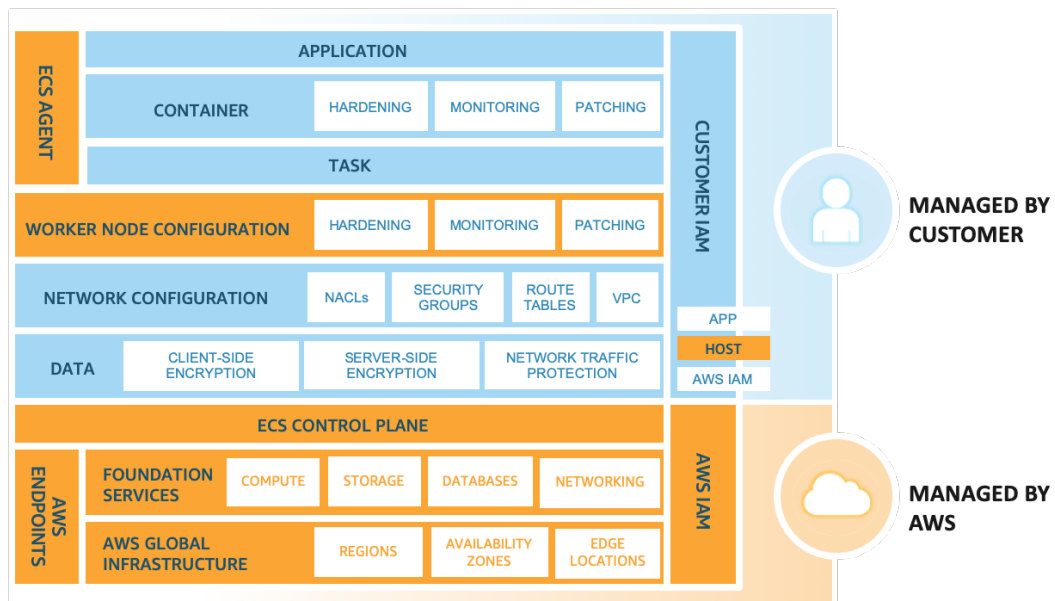 ECS AGENT
APPLICATION
CONTAINER
HARDENING
MONITORING
PATCHING
TASK
WORKER NODE CONFIGURATION
HARDENING
MONITORING
PATCHING
NETWORK CONFIGURATION
NACLs
SECURITY
GROUPS
ROUTE
TABLES
VPC
DATA
CLIENT-SIDE
ENCRYPTION
SERVER-SIDE
ENCRYPTION
NETWORK TRAFFIC
PROTECTION
CUSTOMER IAM
APP
HOST
AWS IAM
MANAGED BY
CUSTOMER
ECS CONTROL PLANE
AWS
ENDPOINTS
FOUNDATION
SERVICES
COMPUTE
STORAGE
DATABASES
NETWORKING
AWS GLOBAL
INFRASTRUCTURE
REGIONS
AVAILABILITY
ZONES
EDGE
LOCATIONS
AWS IAM
MANAGED BY
AWS